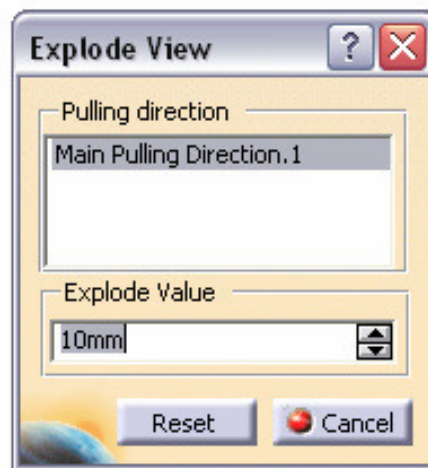 Explode View
Pulling direction
Main Pulling Direction.1
Explode Value
10mm
Reset
Cancel